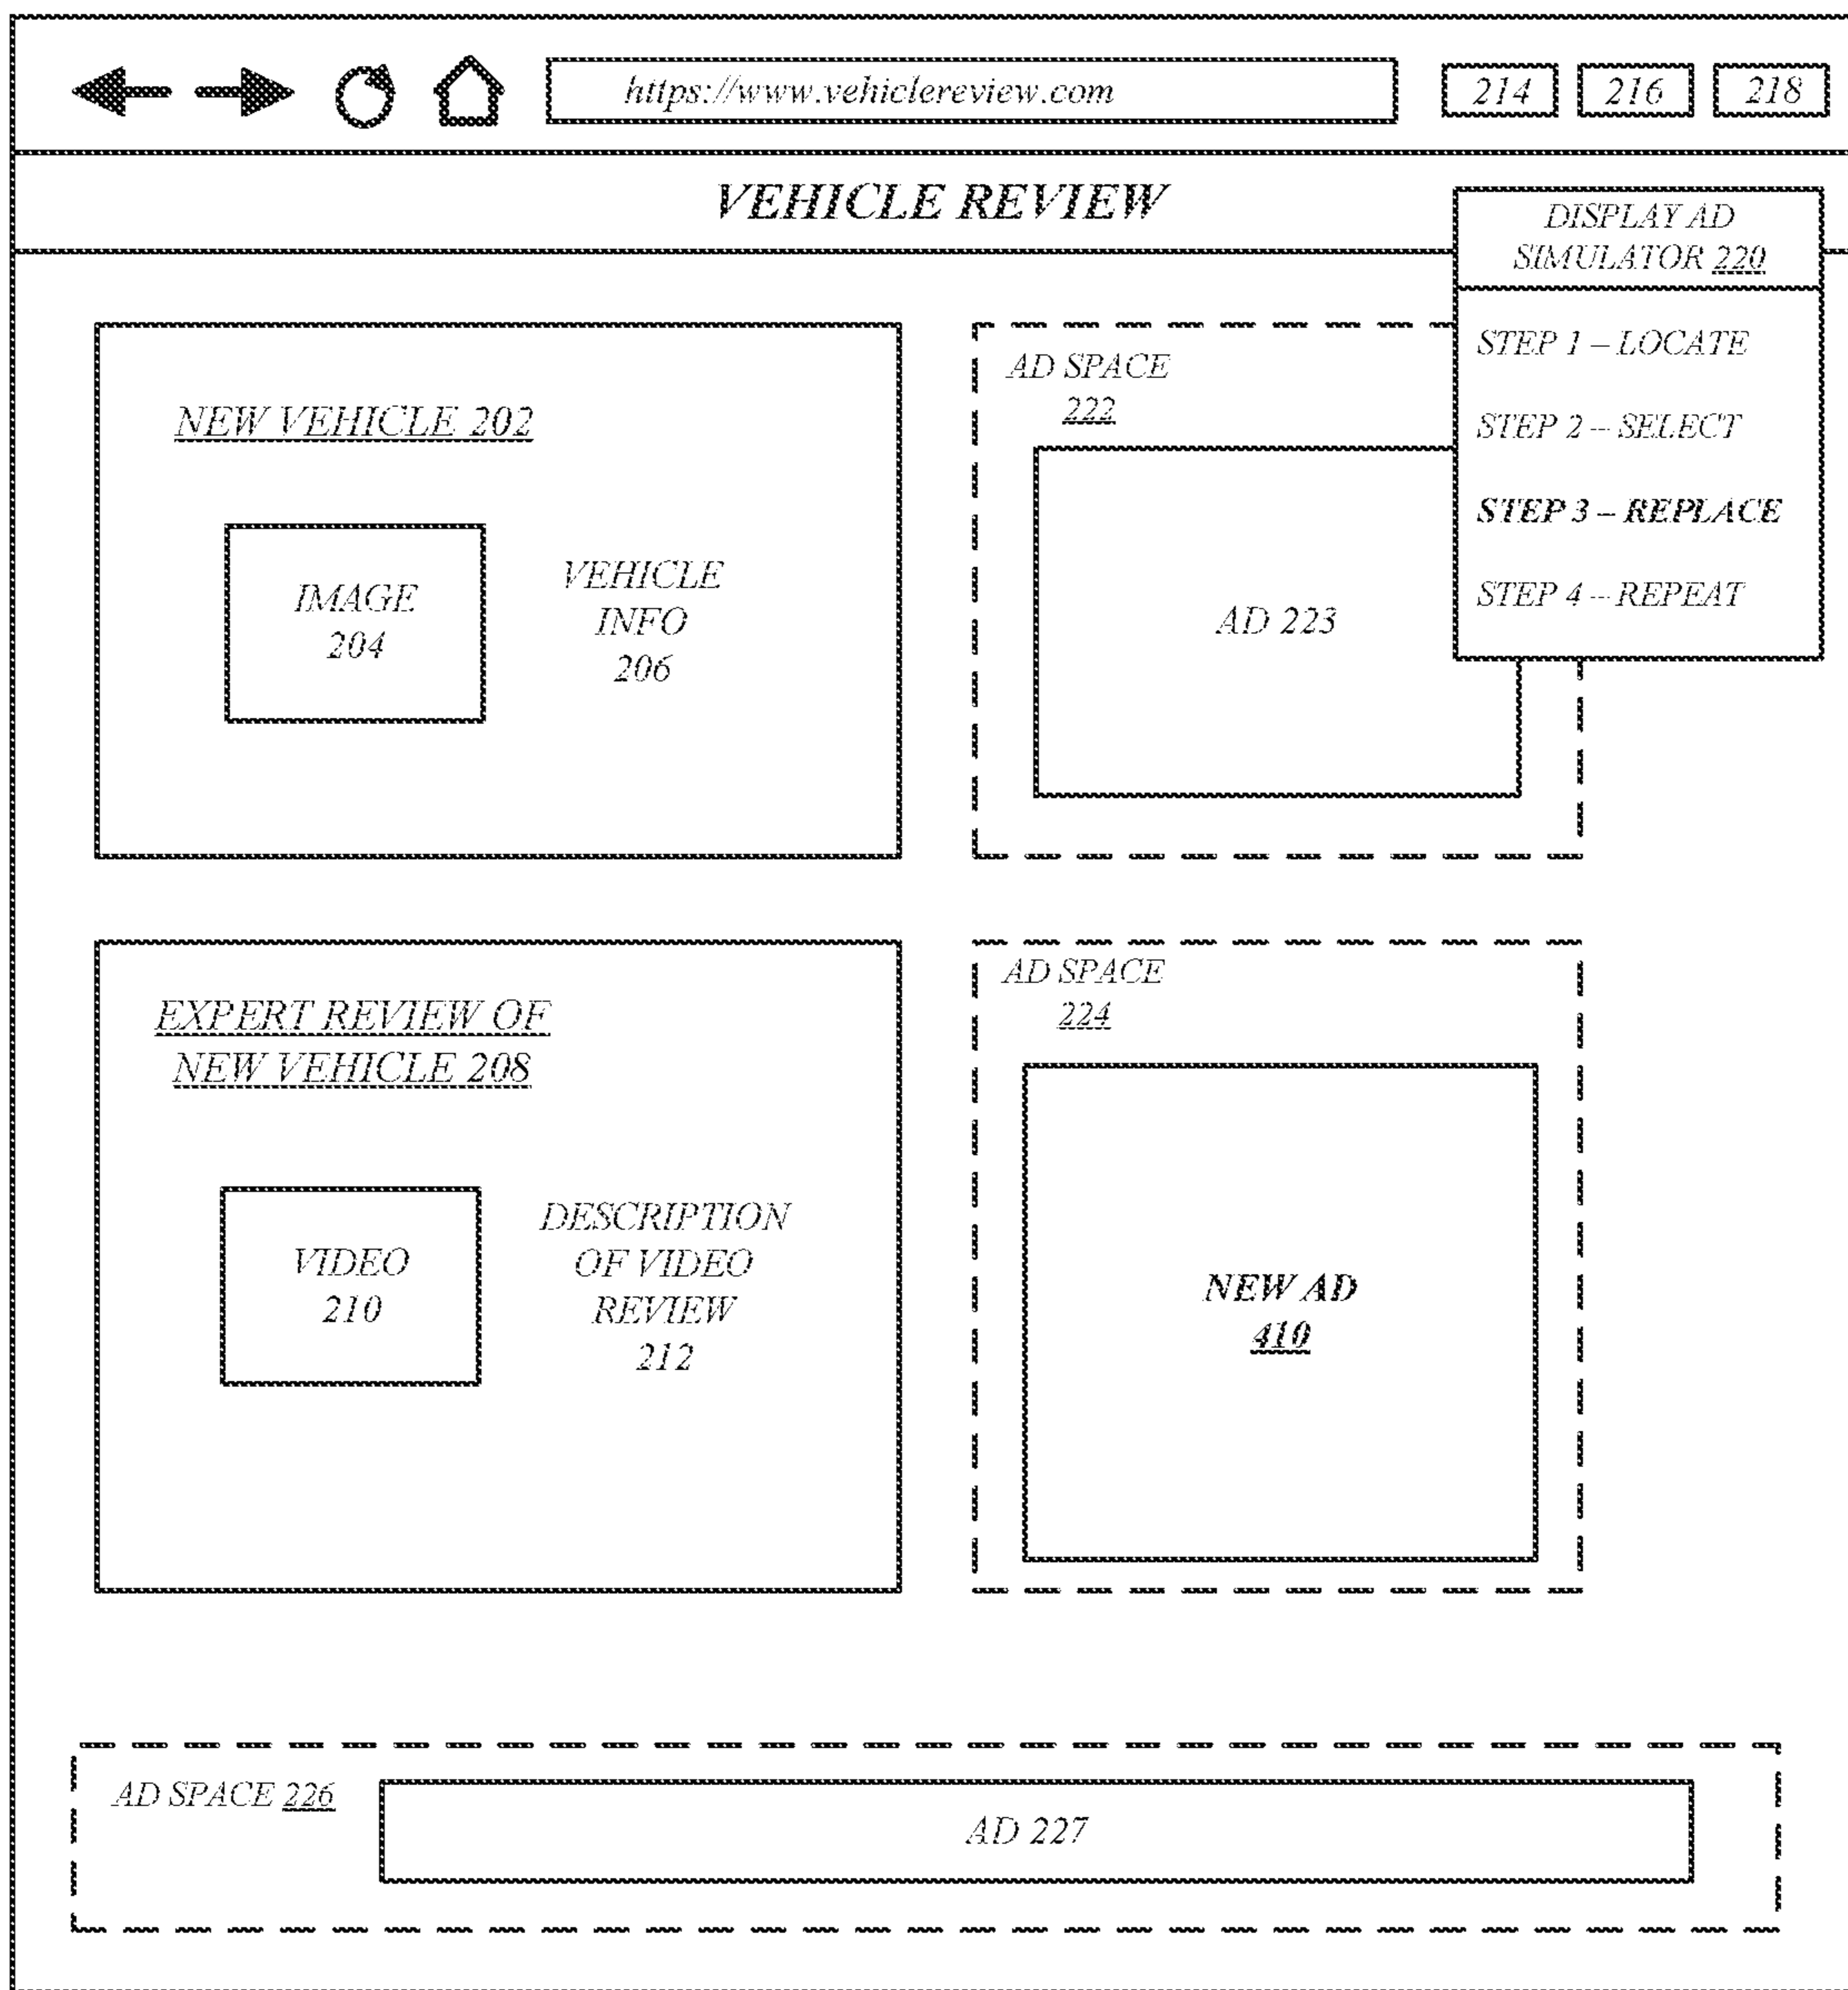 https://www.vehiclereview.com
214
216
218
VEHICLE REVIEW
DISPLAY AD
SIMULATOR 220
STEP 1 – LOCATE
STEP 2 – SELECT
STEP 3 – REPLACE
STEP 4 – REPEAT
NEW VEHICLE 202
IMAGE
204
VEHICLE
INFO
206
AD SPACE
222
AD 223
EXPERT REVIEW OF
NEW VEHICLE 208
VIDEO
210
DESCRIPTION
OF VIDEO
REVIEW
212
AD SPACE
224
NEW AD
410
AD SPACE 226
AD 227